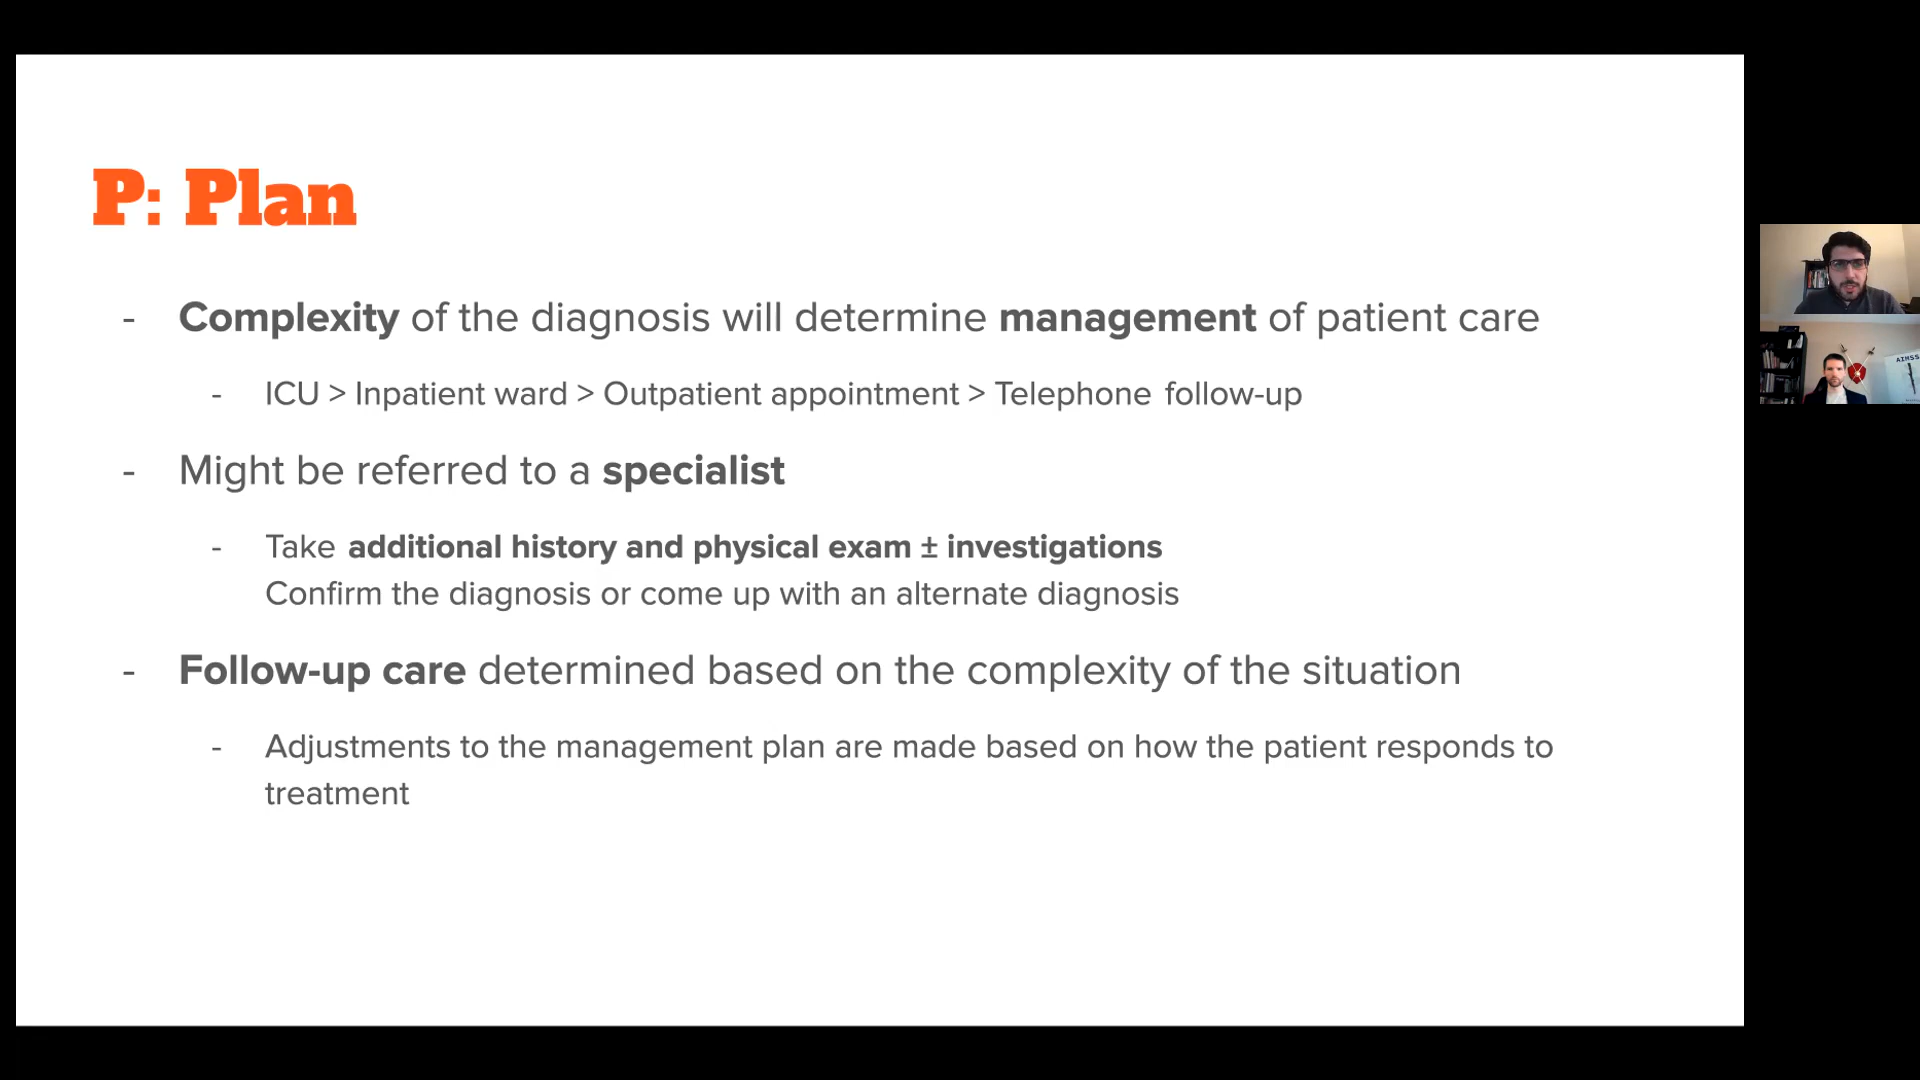 P: Plan
- Complexity of the diagnosis will determine management of patient care
- ICU > Inpatient ward > Outpatient appointment > Telephone follow-up
- Might be referred to a specialist
- Take additional history and physical exam ± investigations
Confirm the diagnosis or come up with an alternate diagnosis
- Follow-up care determined based on the complexity of the situation
- Adjustments to the management plan are made based on how the patient responds to
treatment
AIMSS